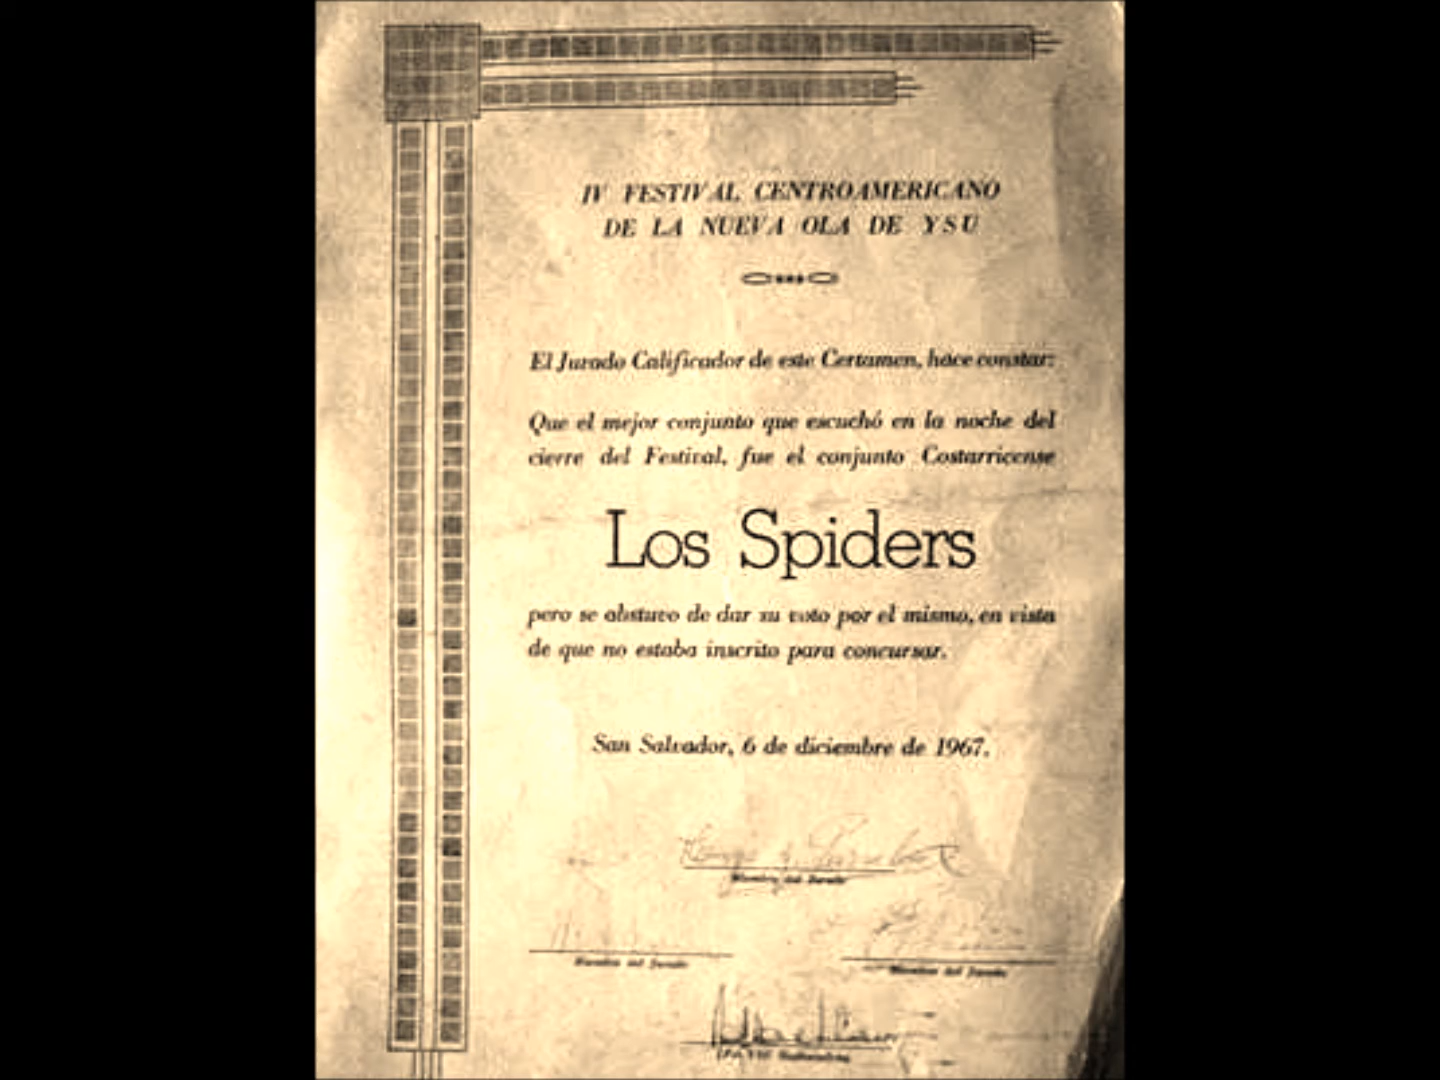 IV FESTIVAL CENTROAMERICANO
DE LA NUEVA OLA DE YSU
El Jurado Calificador de este Certamen, hace constar:
Que el mejor conjunto que escuchó en la noche del
cierre del Festival, fue el conjunto Costarricense
Los Spiders
pero se abstuvo de dar su voto por el mismo, en vista
de que no estaba inscrito para concursar.
San Salvador, 6 de diciembre de 1967.
Miembro del Jurado
Miembro del Jurado
Miembro del Jurado